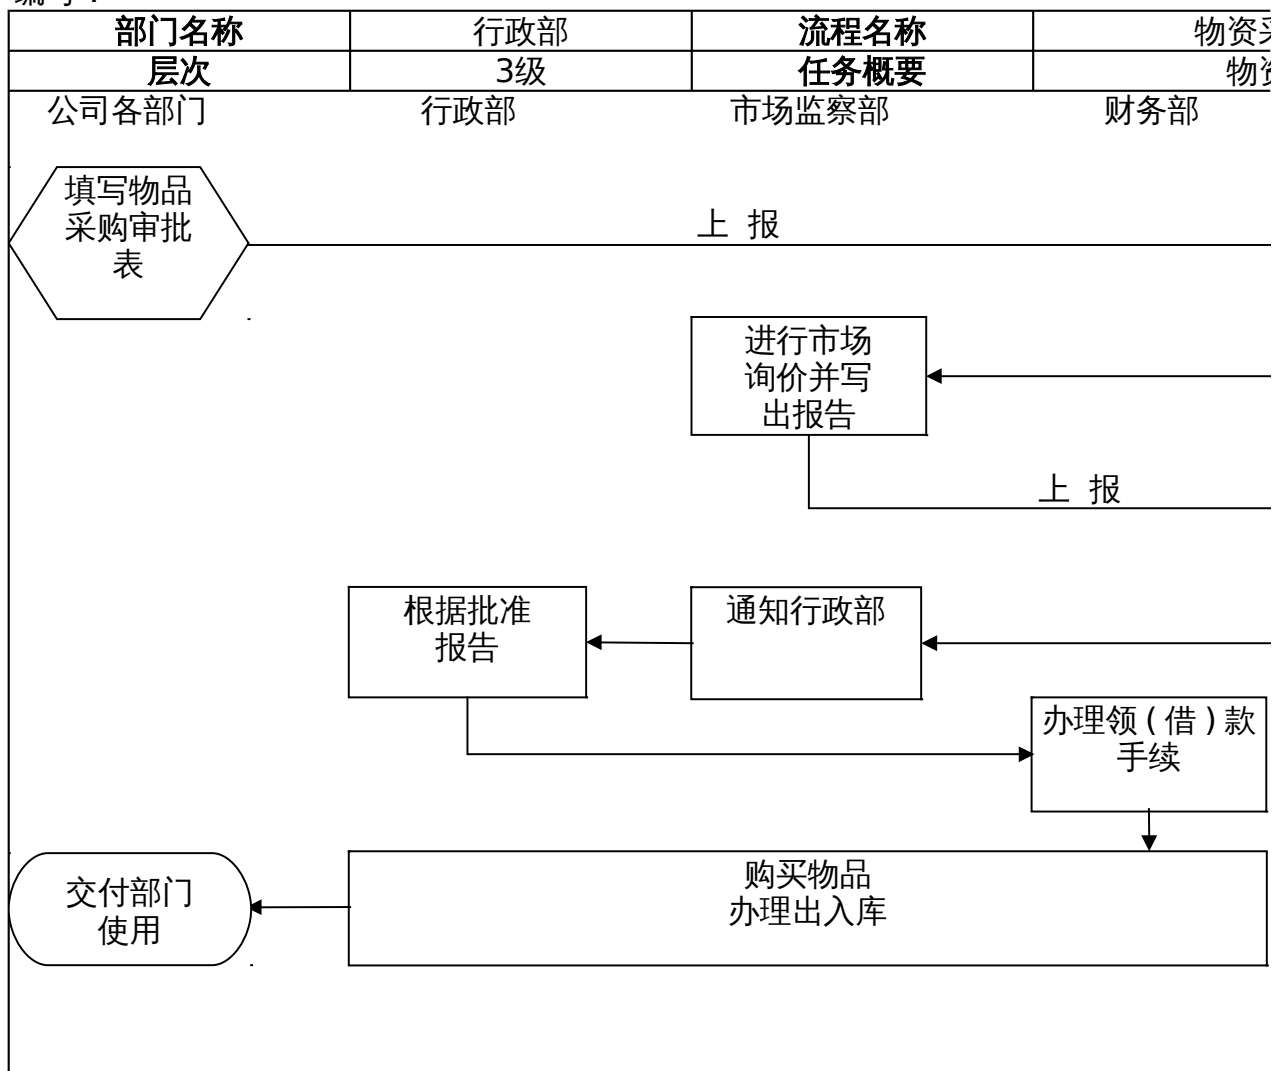 部门名称 行政部 流程名称 物资
层次 3级 任务概要 物
公司各部门 行政部 市场监察部 财务部
填写物品
采购审批
表
上 报
进行市场
询价并写
出报告
上 报
根据批准
报告
通知行政部
办理领(借)款
手续
购买物品
办理出入库
交付部门
使用